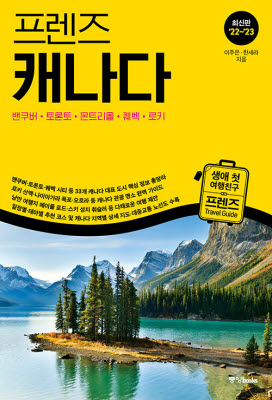 프렌즈
최신판
'22~'23
이주은·한세라
지음
캐나다
밴쿠버 • 토론토 • 몬트리올 • 퀘벡 • 로키
생애 첫
여행친구
프렌즈
Travel Guide
밴쿠버·토론토·퀘벡 시티 등 33개 캐나다 대표 도시 핵심 정보 총망라
로키 산맥·나이아가라 폭포·오로라 등 캐나다 관광 명소 완벽 가이드
낭만 여행지 메이플 로드·스키 성지 휘슬러 등 다채로운 여행 제안
일정별·테마별 추천 코스 및 캐나다 지역별 상세 지도·대중교통 노선도 수록
books